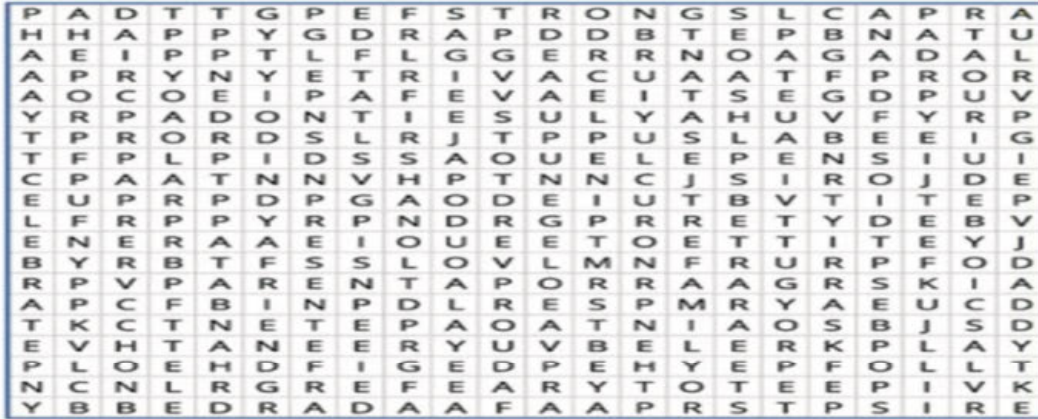 P A D T T G P E F S T R O N G S L C A P R A
H H A P P Y G D R A P D D B T E P B N A T U
A E I P P T L F L G G E R R N O A G A D A L
A P R Y N Y E T R I V A C U A A T F P R O R
A O C O E I P A F E V A E I T S E G D P U V
Y R P A D O N T I E S U L Y A H U V F Y R P
T P R O R D S L R J T P P U S L A B E E I G
T F P L P I D S S A O U E L E P E N S I U I
C P A A T N N V H P T N N C J S I R O J D E
E U P R P D P G A O D E I U T B V T I T E P
L F R P P Y R P N D R G P R R E T Y D E B V
E N E R A A E I O U E E T O E T T I T E Y J
B Y R B T F S S L O V L M N F R U R P F O D
R P V P A R E N T A P O R R A A G R S K I A
A P C F B I N P D L R E S P M R Y A E U C D
T K C T N E T E P A O A T N I A O S B J S D
E V H T A N E E R Y U V B E L E R K P L A Y
P L O E H D F I G E D P E H Y E P F O L L T
N C N L R G R E F E A R Y T O T E E P I V K
Y B B E D R A D A A F A A P R S T P S I R E